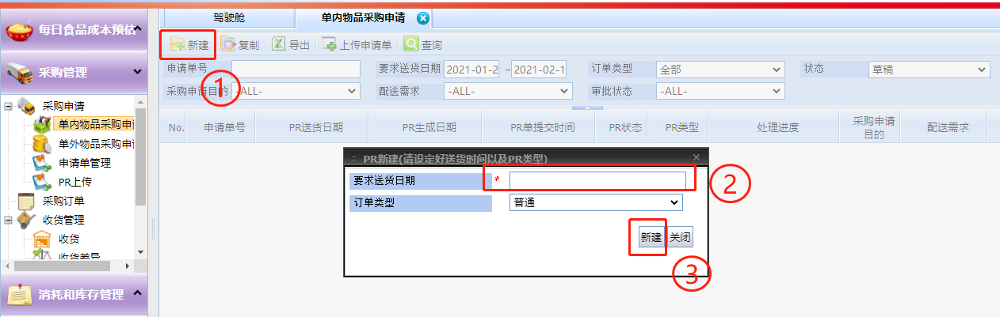 驾驶舱 单内物品采购申请
每日食品成本预估
采购管理
采购申请
单内物品采购申
单外物品采购申
申请单管理
PR上传
采购订单
收货管理
收货
收货差异
消耗和库存管理
新建 复制 导出 上传申请单 查询
申请单号 要求送货日期 2021-01-2 –2021-02-1 订单类型 全部 状态 草稿
采购申请目的 -ALL- 配送需求 -ALL- 审批状态 -ALL-
No. 申请单号 PR送货日期 PR生成日期 PR单提交时间 PR状态 PR类型 处理进度 采购申请目的 配送需求
PR新建(请设定好送货时间以及PR类型)
要求送货日期 *
订单类型 普通
新建 关闭
1
2
3